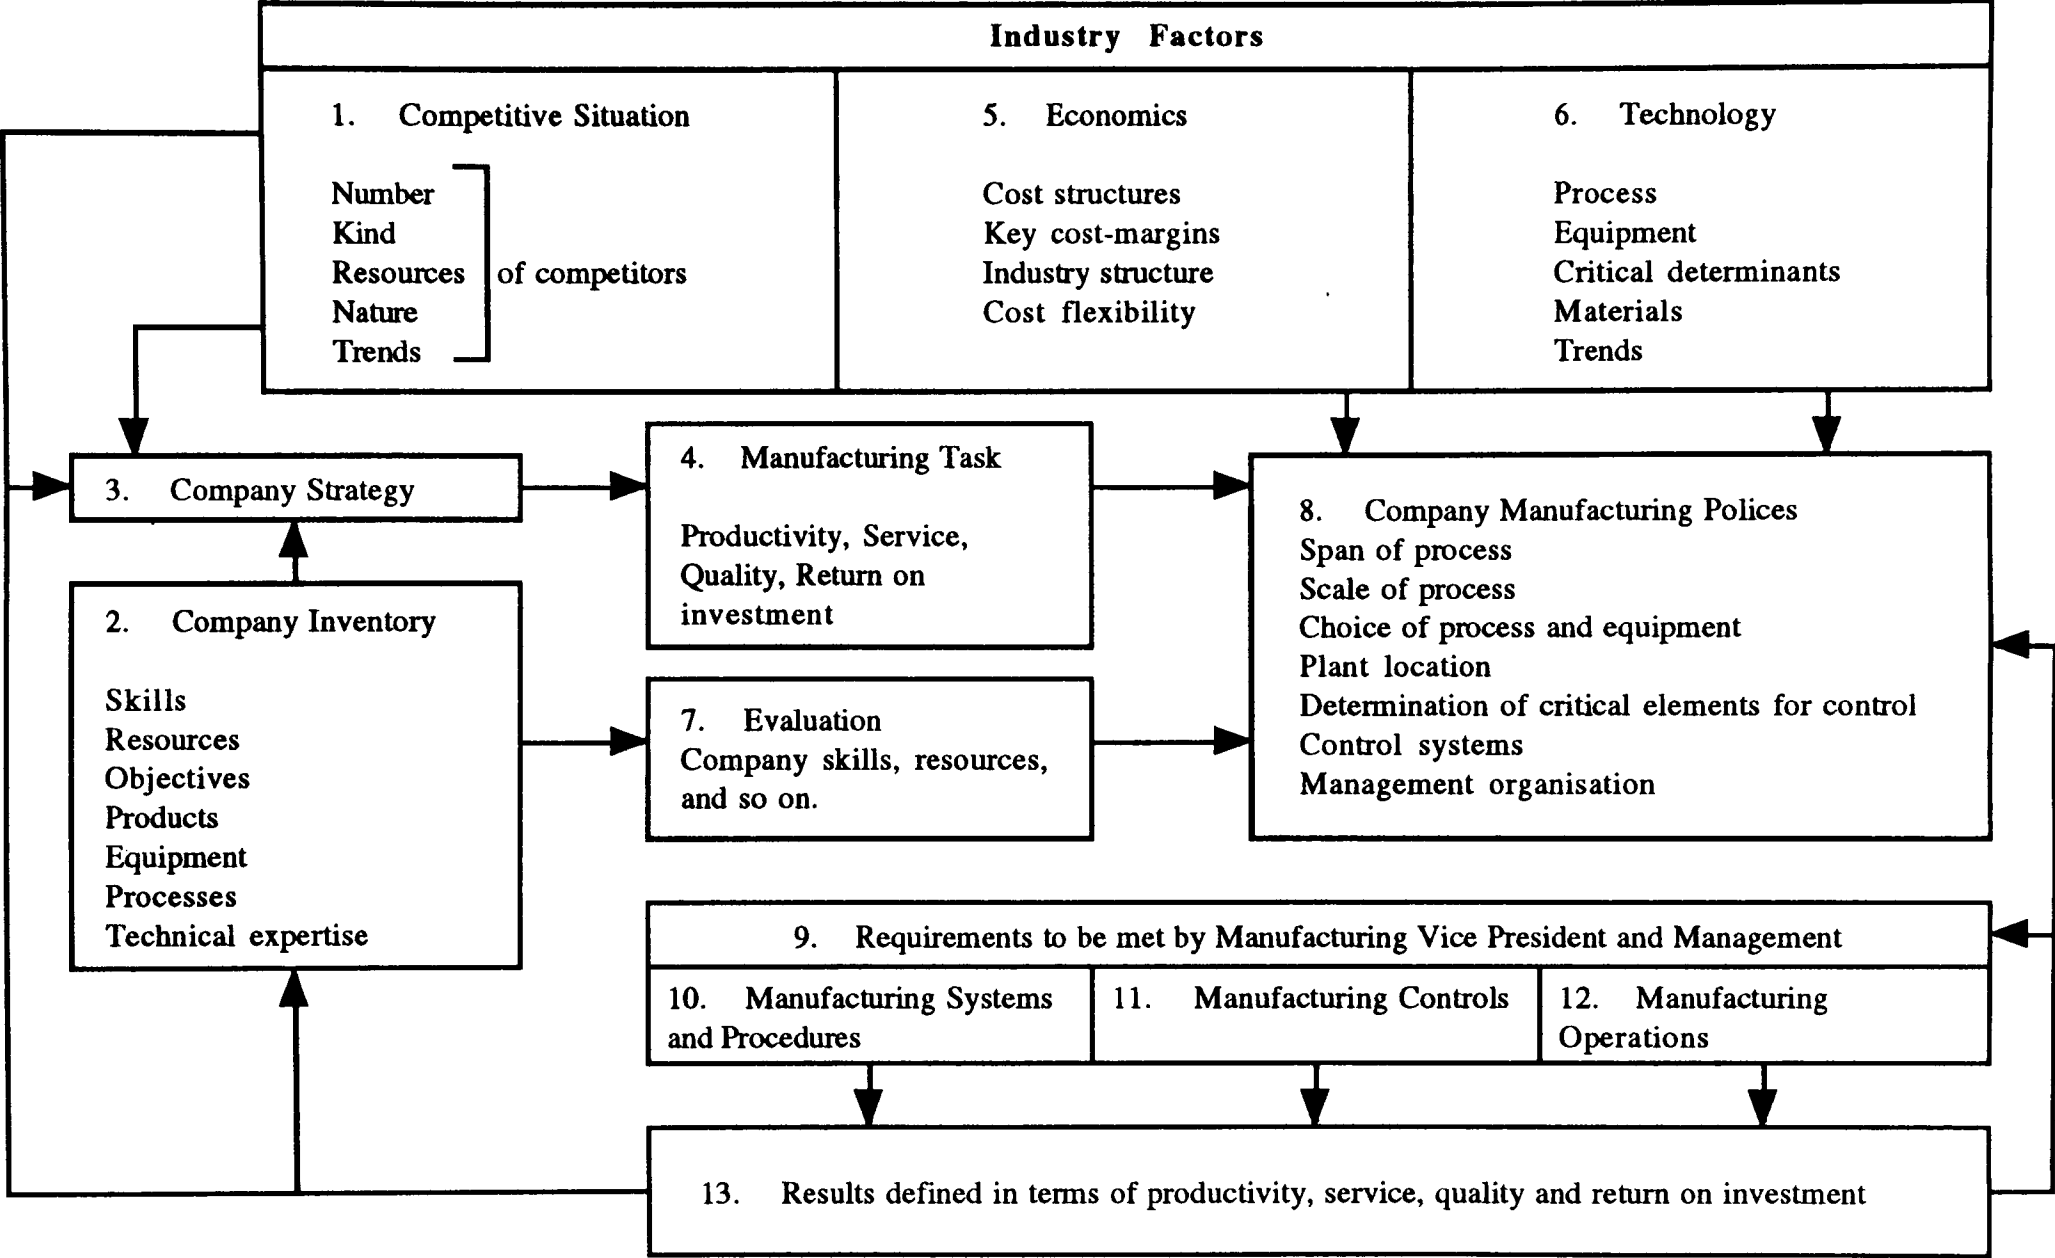 Industry Factors
1. Competitive Situation
Number
Kind
Resources
Nature
Trends
of competitors
5. Economics
Cost structures
Key cost-margins
Industry structure
Cost flexibility
6. Technology
Process
Equipment
Critical determinants
Materials
Trends
3. Company Strategy
4. Manufacturing Task
Productivity, Service,
Quality, Return on
investment
2. Company Inventory
Skills
Resources
Objectives
Products
Equipment
Processes
Technical expertise
7. Evaluation
Company skills, resources,
and so on.
8. Company Manufacturing Polices
Span of process
Scale of process
Choice of process and equipment
Plant location
Determination of critical elements for control
Control systems
Management organisation
9. Requirements to be met by Manufacturing Vice President and Management
10. Manufacturing Systems
and Procedures
11. Manufacturing Controls
12. Manufacturing
Operations
13. Results defined in terms of productivity, service, quality and return on investment